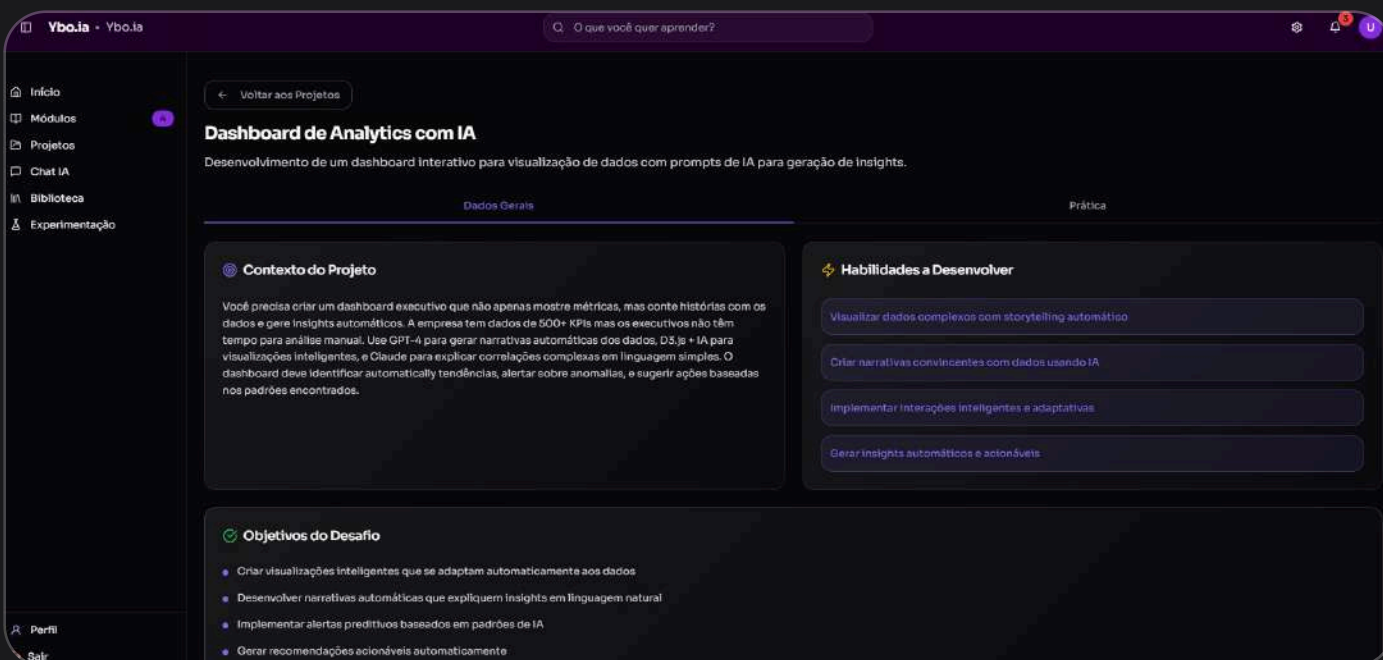 Ybo.ia - Ybo.ia
O que você quer aprender?
3
U
Início
Módulos
Projetos
Chat IA
Biblioteca
Experimentação
Perfil
Sair
← Voltar aos Projetos
Dashboard de Analytics com IA
Desenvolvimento de um dashboard interativo para visualização de dados com prompts de IA para geração de insights.
Dados Gerais
Prática
Contexto do Projeto
Você precisa criar um dashboard executivo que não apenas mostre métricas, mas conte histórias com os
dados e gere insights automáticos. A empresa tem dados de 500+ KPIs mas os executivos não têm
tempo para análise manual. Use GPT-4 para gerar narrativas automáticas dos dados, D3.js + IA para
visualizações inteligentes, e Claude para explicar correlações complexas em linguagem simples. O
dashboard deve identificar automatically tendências, alertar sobre anomalias, e sugerir ações baseadas
nos padrões encontrados.
Habilidades a Desenvolver
Visualizar dados complexos com storytelling automático
Criar narrativas convincentes com dados usando IA
Implementar interações inteligentes e adaptativas
Gerar insights automáticos e acionáveis
Objetivos do Desafio
Criar visualizações inteligentes que se adaptam automaticamente aos dados
Desenvolver narrativas automáticas que expliquem insights em linguagem natural
Implementar alertas preditivos baseados em padrões de IA
Gerar recomendações acionáveis automaticamente